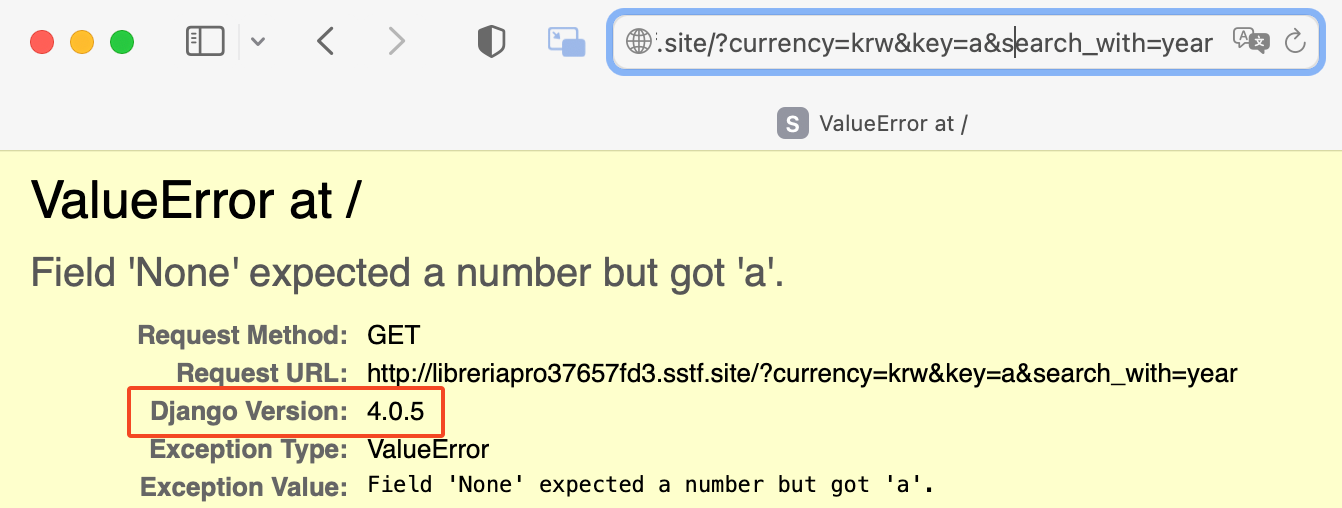 .site/?currency=krw&key=a&search_with=year
S ValueError at /
ValueError at /
Field 'None' expected a number but got 'a'.
Request Method: GET
Request URL: http://libreriapro37657fd3.sstf.site/?currency=krw&key=a&search_with=year
Django Version: 4.0.5
Exception Type: ValueError
Exception Value: Field 'None' expected a number but got 'a'.